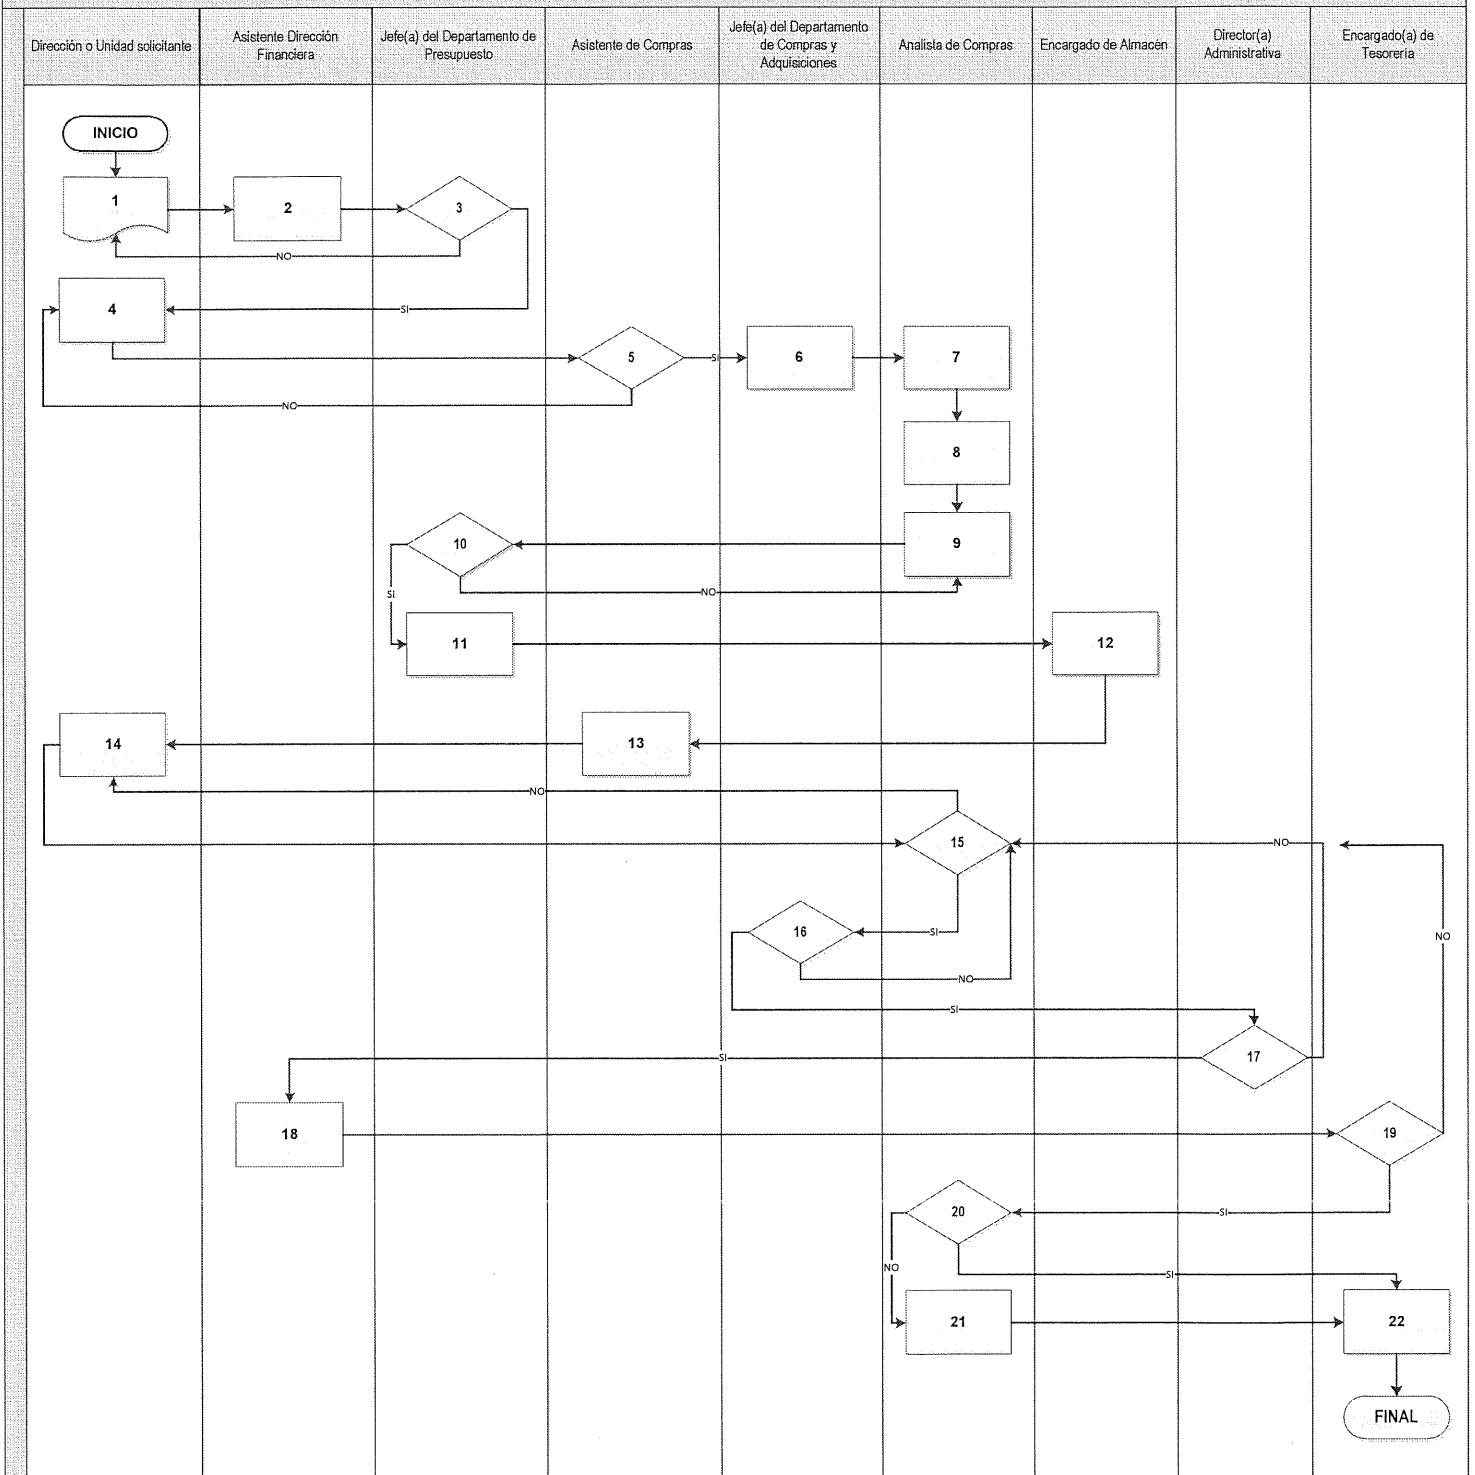 Dirección o Unidad solicitante
Asistente Dirección
Financiera
Jefe(a) del Departamento de
Presupuesto
Asistente de Compras
Jefe(a) del Departamento
de Compras y
Adquisiciones
Analista de Compras
Encargado de Almacén
Director(a)
Administrativa
Encargado(a) de
Tesorería
INICIO
1
2
3
NO
4
SI
5
SI
6
7
NO
8
10
9
SI
NO
11
12
14
13
NO
15
NO
16
SI
NO
NO
SI
SI
17
18
19
20
SI
NO
SI
21
22
FINAL